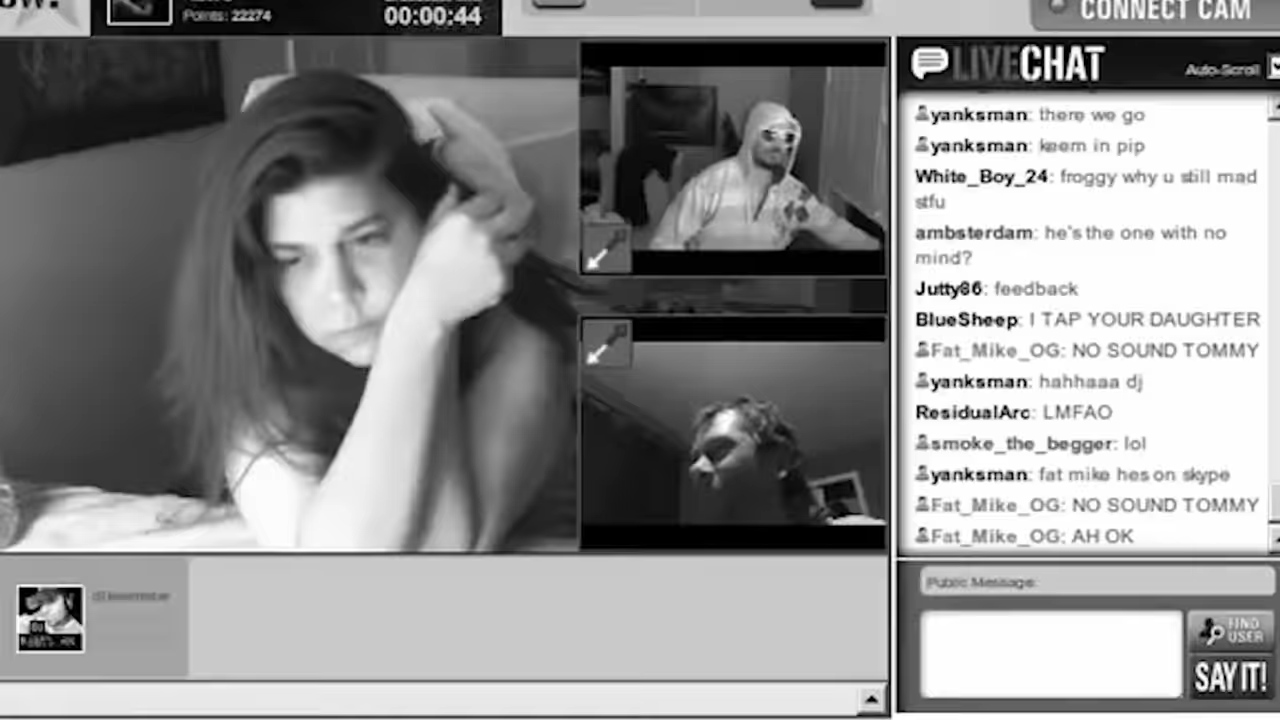 Points: 22274
00:00:44
CONNECT CAM
LIVECHAT
Auto-Scroll
yanksman: there we go
yanksman: keem in pip
White_Boy_24: froggy why u still mad
stfu
ambsterdam: he's the one with no
mind?
Jutty86: feedback
BlueSheep: I TAP YOUR DAUGHTER
Fat_Mike_OG: NO SOUND TOMMY
yanksman: hahhaaa dj
ResidualArc: LMFAO
smoke_the_begger: lol
yanksman: fat mike hes on skype
Fat_Mike_OG: NO SOUND TOMMY
Fat_Mike_OG: AH OK
Public Message:
FIND
USER
SAY IT!